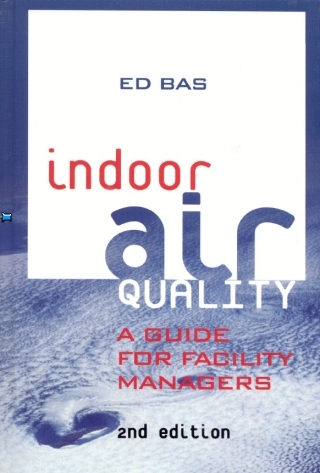 ED BAS
indoor
air
QUALITY
A GUIDE
FOR FACILITY
MANAGERS
2nd edition